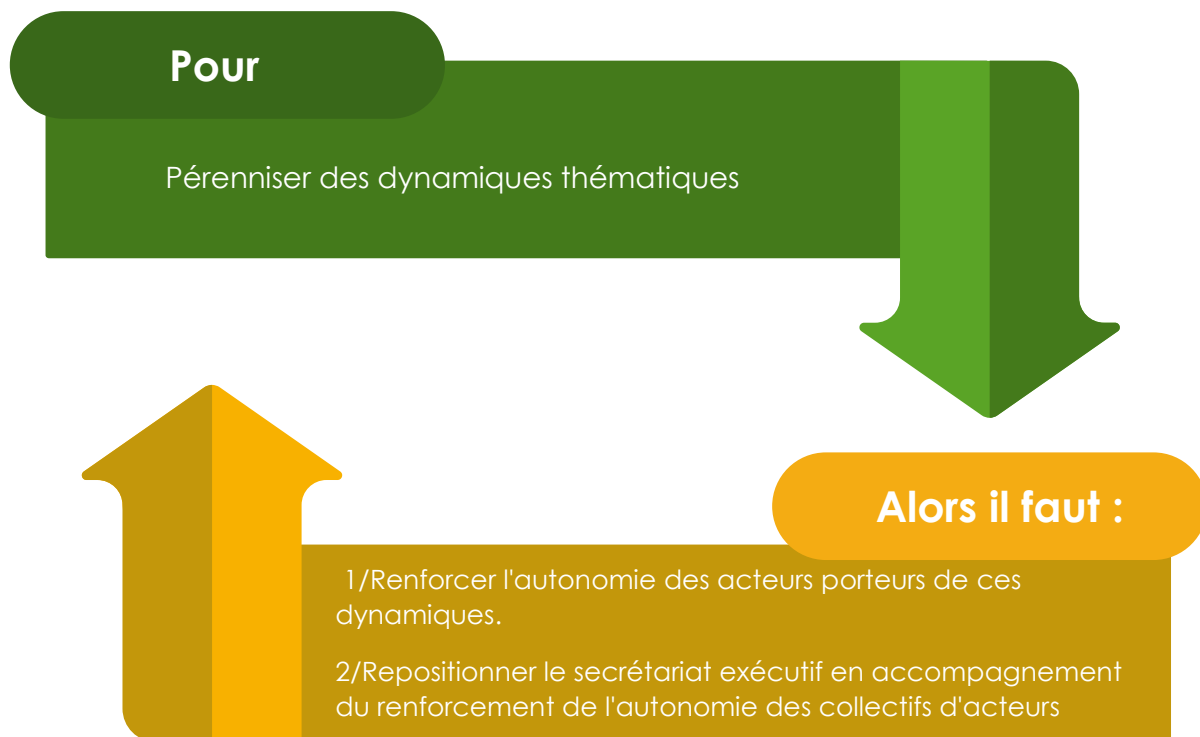 Pour
Pérenniser des dynamiques thématiques
Alors il faut :
1/Renforcer l'autonomie des acteurs porteurs de ces
dynamiques.
2/Repositionner le secrétariat exécutif en accompagnement
du renforcement de l'autonomie des collectifs d'acteurs